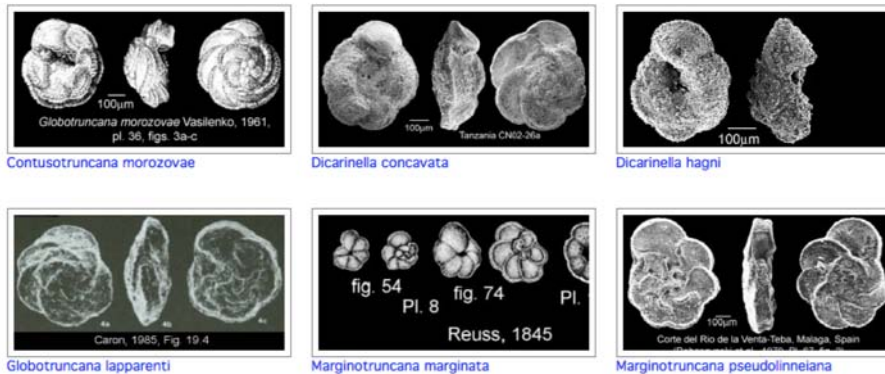 100µm
Globotruncana morozovae Vasilenko, 1961,
pl. 36, figs. 3a-c
Contusotruncana morozovae
100µm
Tanzania CN02-26a
Dicarinella concavata
100µm
Dicarinella hagni
4a 4b 4c
Caron, 1985, Fig. 19.4
Globotruncana lapparenti
fig. 54
Pl. 8
fig. 74
Pl.
Reuss, 1845
Marginotruncana marginata
100µm
Corte del Rio de la Venta-Teba, Malaga, Spain
Marginotruncana pseudolinneiana